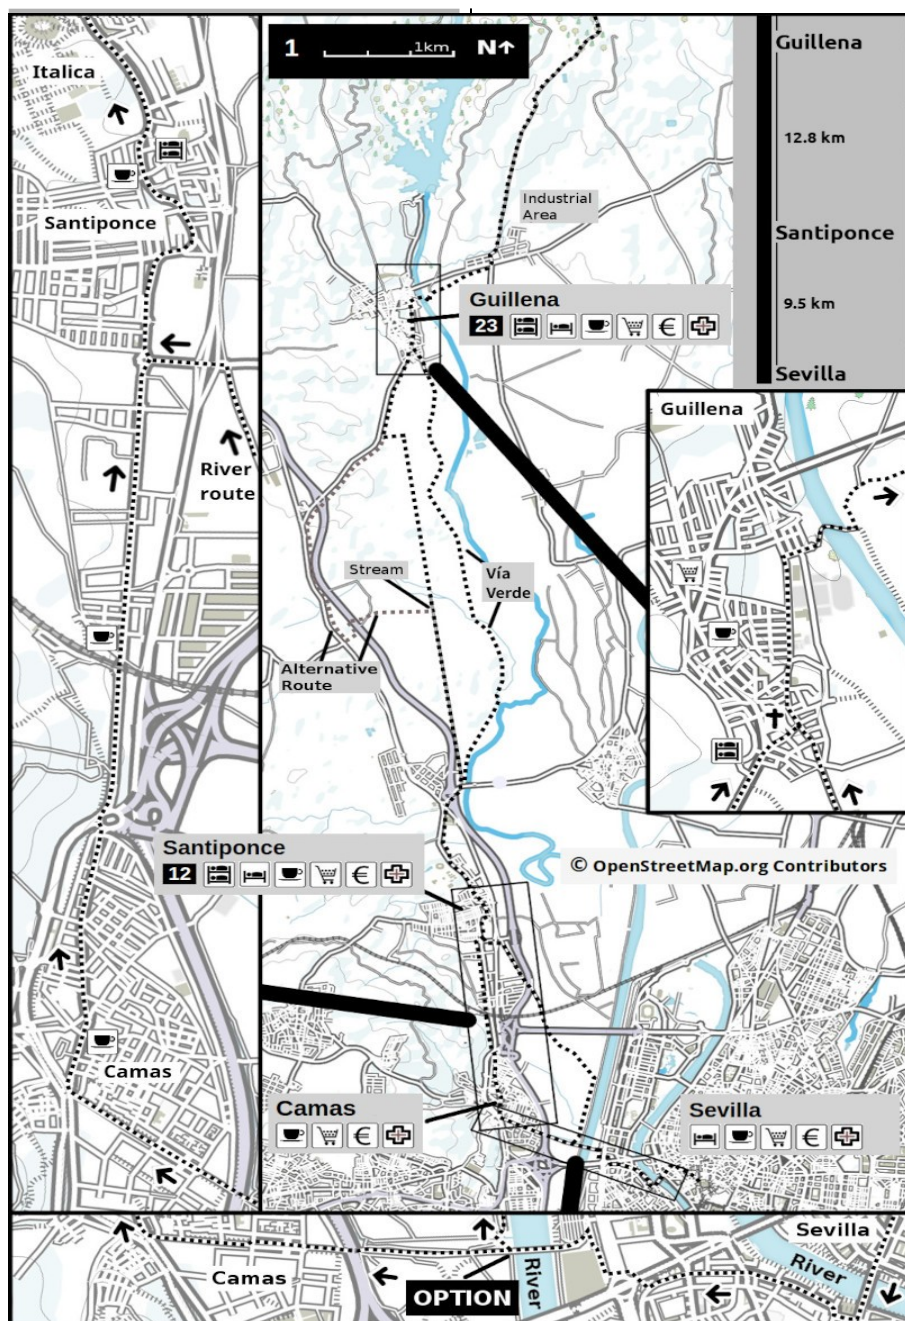 Italica
Santiponce
River
route
Camas
1
1km
N↑
Industrial
Area
Guillena
23
€
Stream
Vía
Verde
Alternative
Route
Santiponce
12
€
© OpenStreetMap.org Contributors
Camas
€
Sevilla
€
Guillena
12.8 km
Santiponce
9.5 km
Sevilla
Guillena
Camas
OPTION
River
Sevilla
River